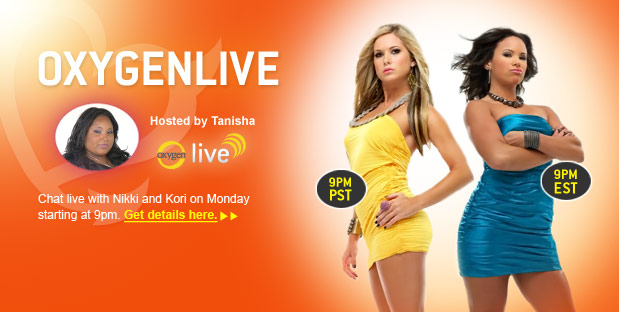 OXYGENLIVE
Hosted by Tanisha
oxygen live
Chat live with Nikki and Kori on Monday
starting at 9pm. Get details here.
9PM
PST
9PM
EST